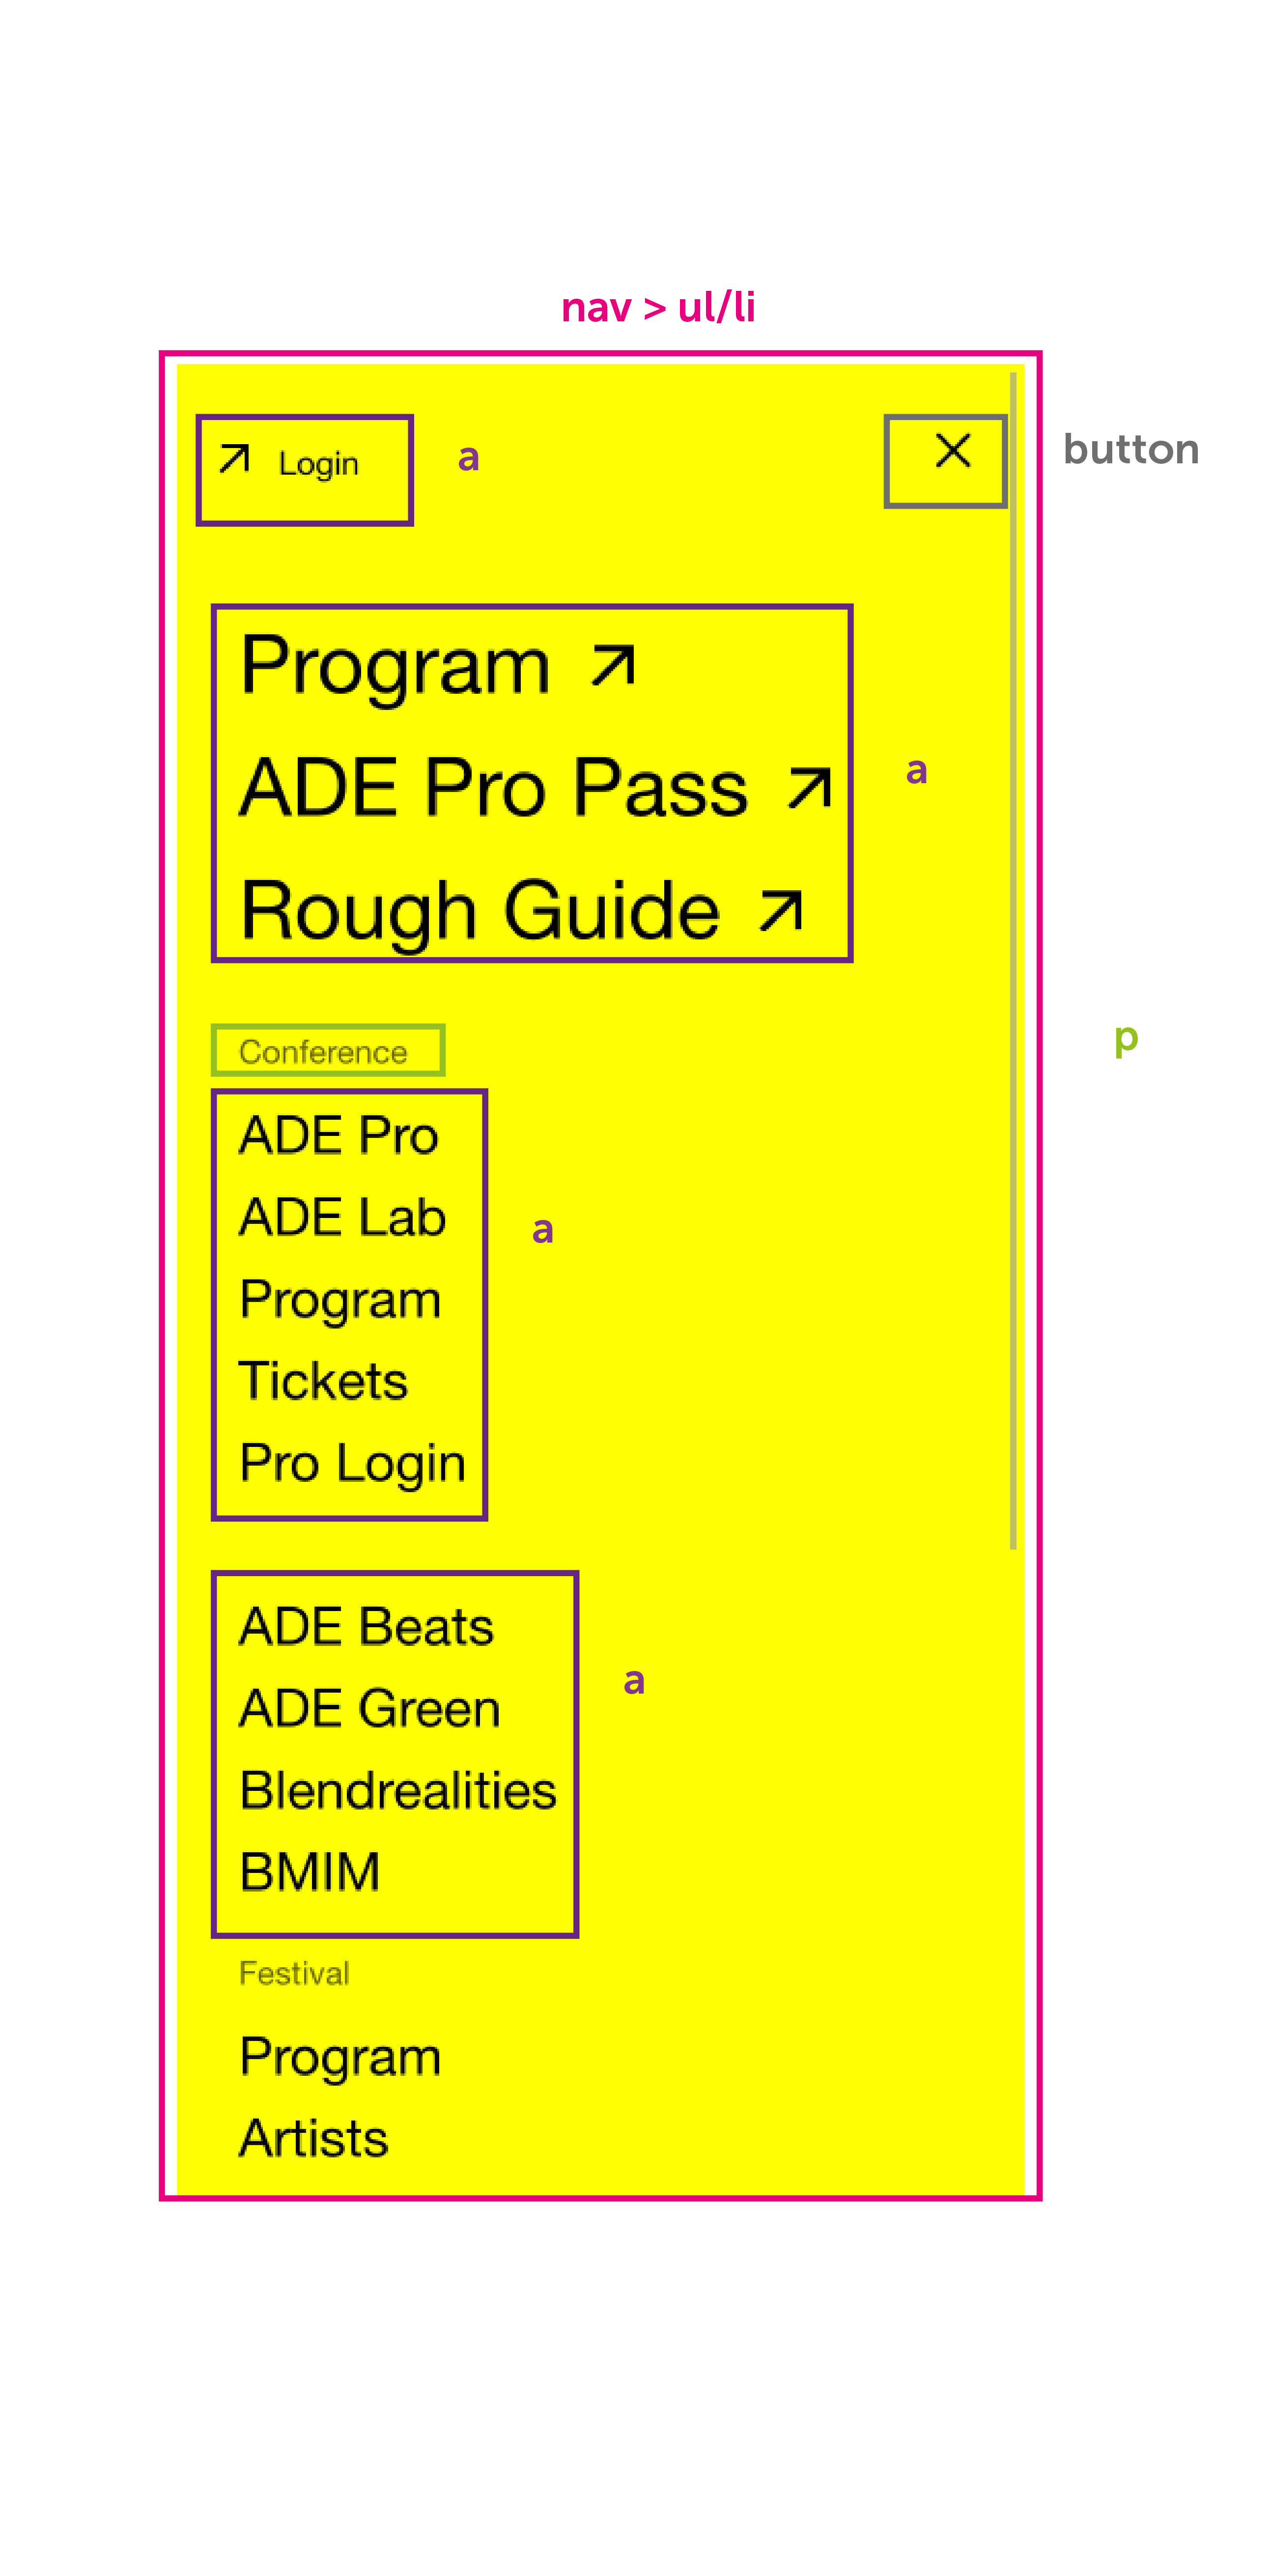 nav > ul/li
Login
a
button
Program
ADE Pro Pass
a
Rough Guide
Conference
p
ADE Pro
ADE Lab
a
Program
Tickets
Pro Login
ADE Beats
a
ADE Green
Blendrealities
BMIM
Festival
Program
Artists